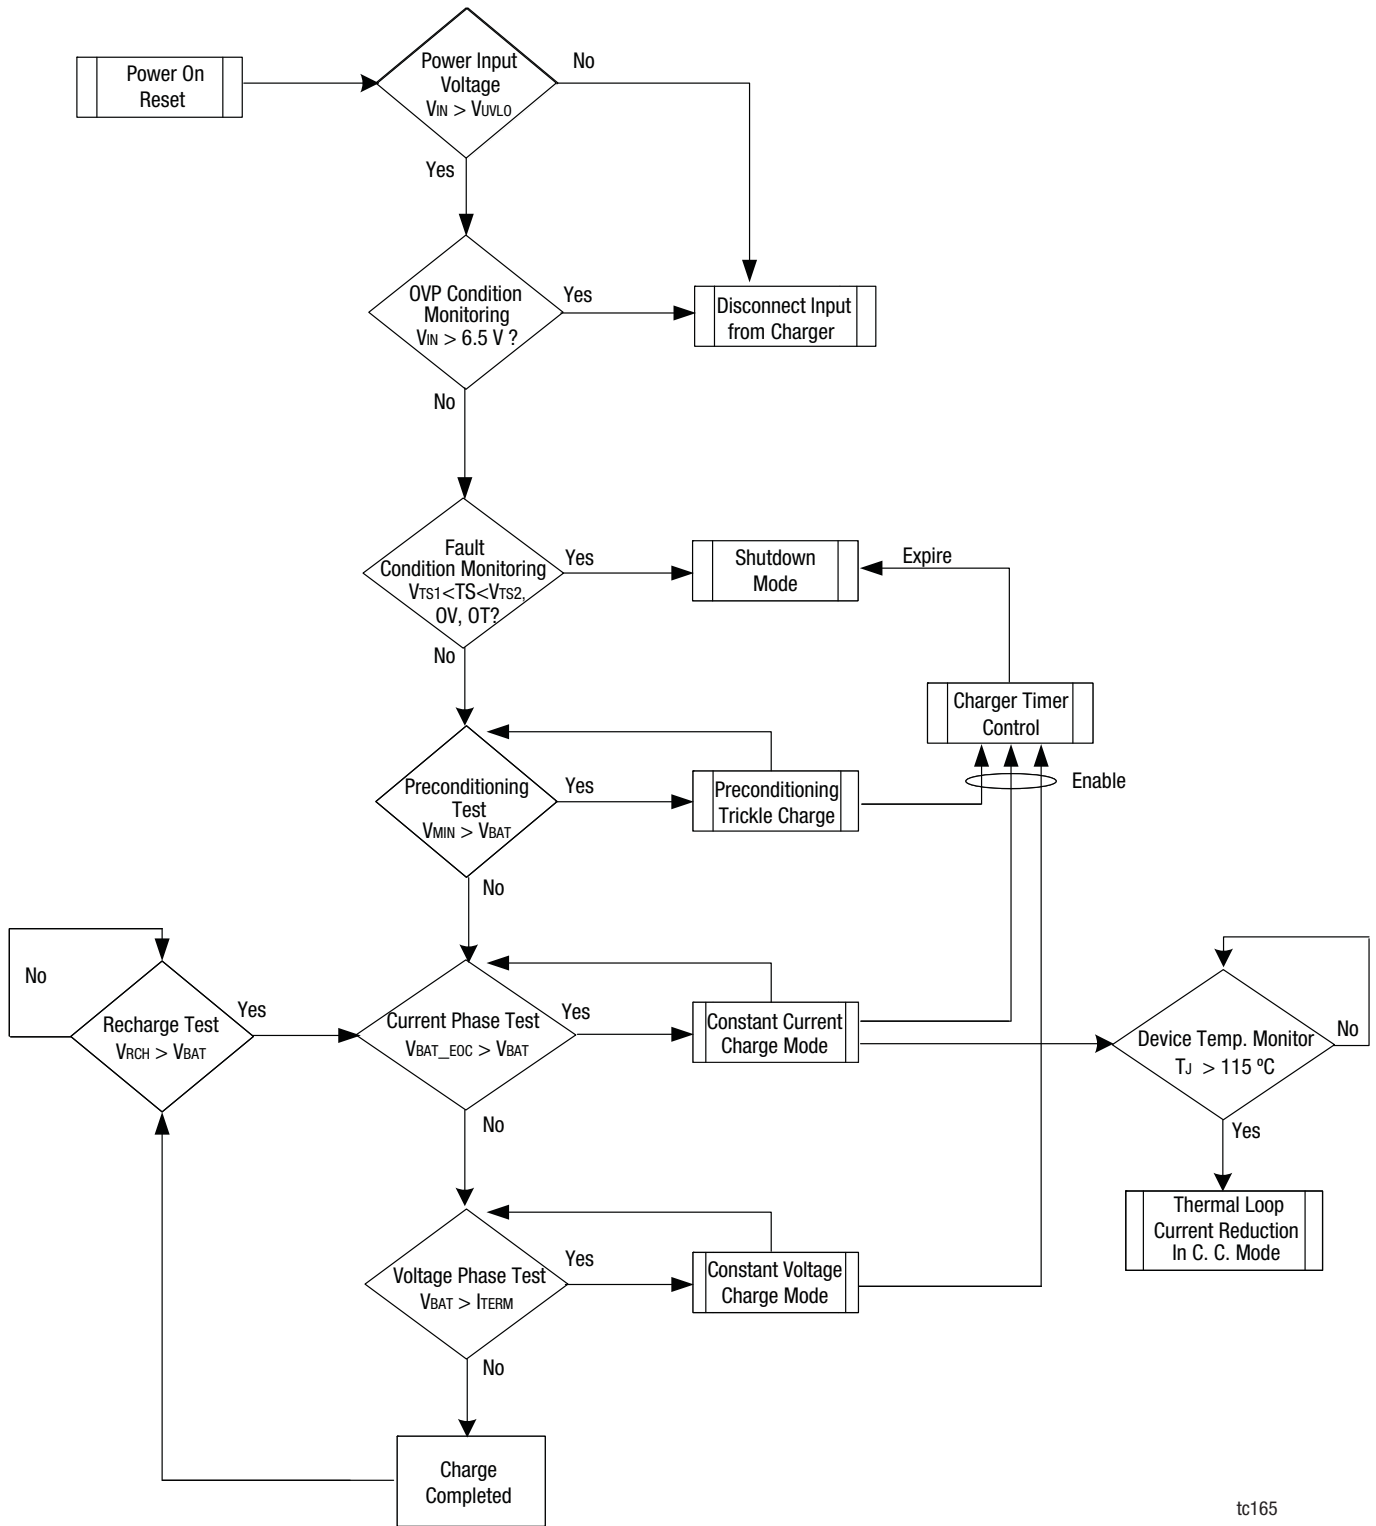 Power On
Reset
Power Input
Voltage
VIN > VUVLO
No
Yes
OVP Condition
Monitoring
VIN > 6.5 V ?
Yes
Disconnect Input
from Charger
No
Fault
Condition Monitoring
VTS1<TS<VTS2,
OV, OT?
Yes
Shutdown
Mode
Expire
No
Charger Timer
Control
Enable
Preconditioning
Test
VMIN > VBAT
Yes
Preconditioning
Trickle Charge
No
No
Recharge Test
VRCH > VBAT
Yes
Current Phase Test
VBAT_EOC > VBAT
Yes
Constant Current
Charge Mode
Device Temp. Monitor
TJ > 115 ºC
No
No
Yes
Thermal Loop
Current Reduction
In C. C. Mode
Voltage Phase Test
VBAT > ITERM
Yes
Constant Voltage
Charge Mode
No
Charge
Completed
tc165